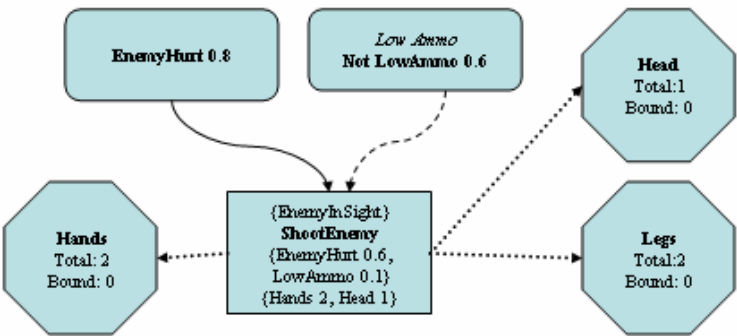 EnemyHurt 0.8
Low Ammo
Not LowAmmo 0.6
Head
Total:1
Bound: 0
{EnemyInSight}
ShootEnemy
{EnemyHurt 0.6,
LowAmmo 0.1}
{Hands 2, Head 1}
Hands
Total: 2
Bound: 0
Legs
Total:2
Bound: 0